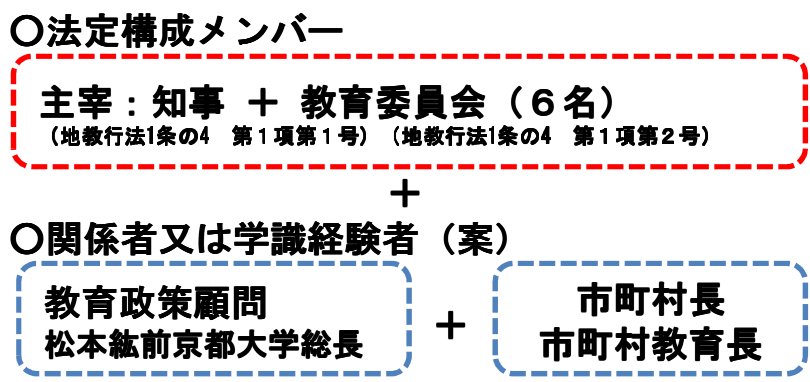 〇法定構成メンバー
主宰：知事 ＋ 教育委員会（６名）
（地教行法1条の4　第１項第１号）（地教行法1条の4　第１項第２号）
＋
〇関係者又は学識経験者（案）
教育政策顧問
松本紘前京都大学総長
＋
市町村長
市町村教育長